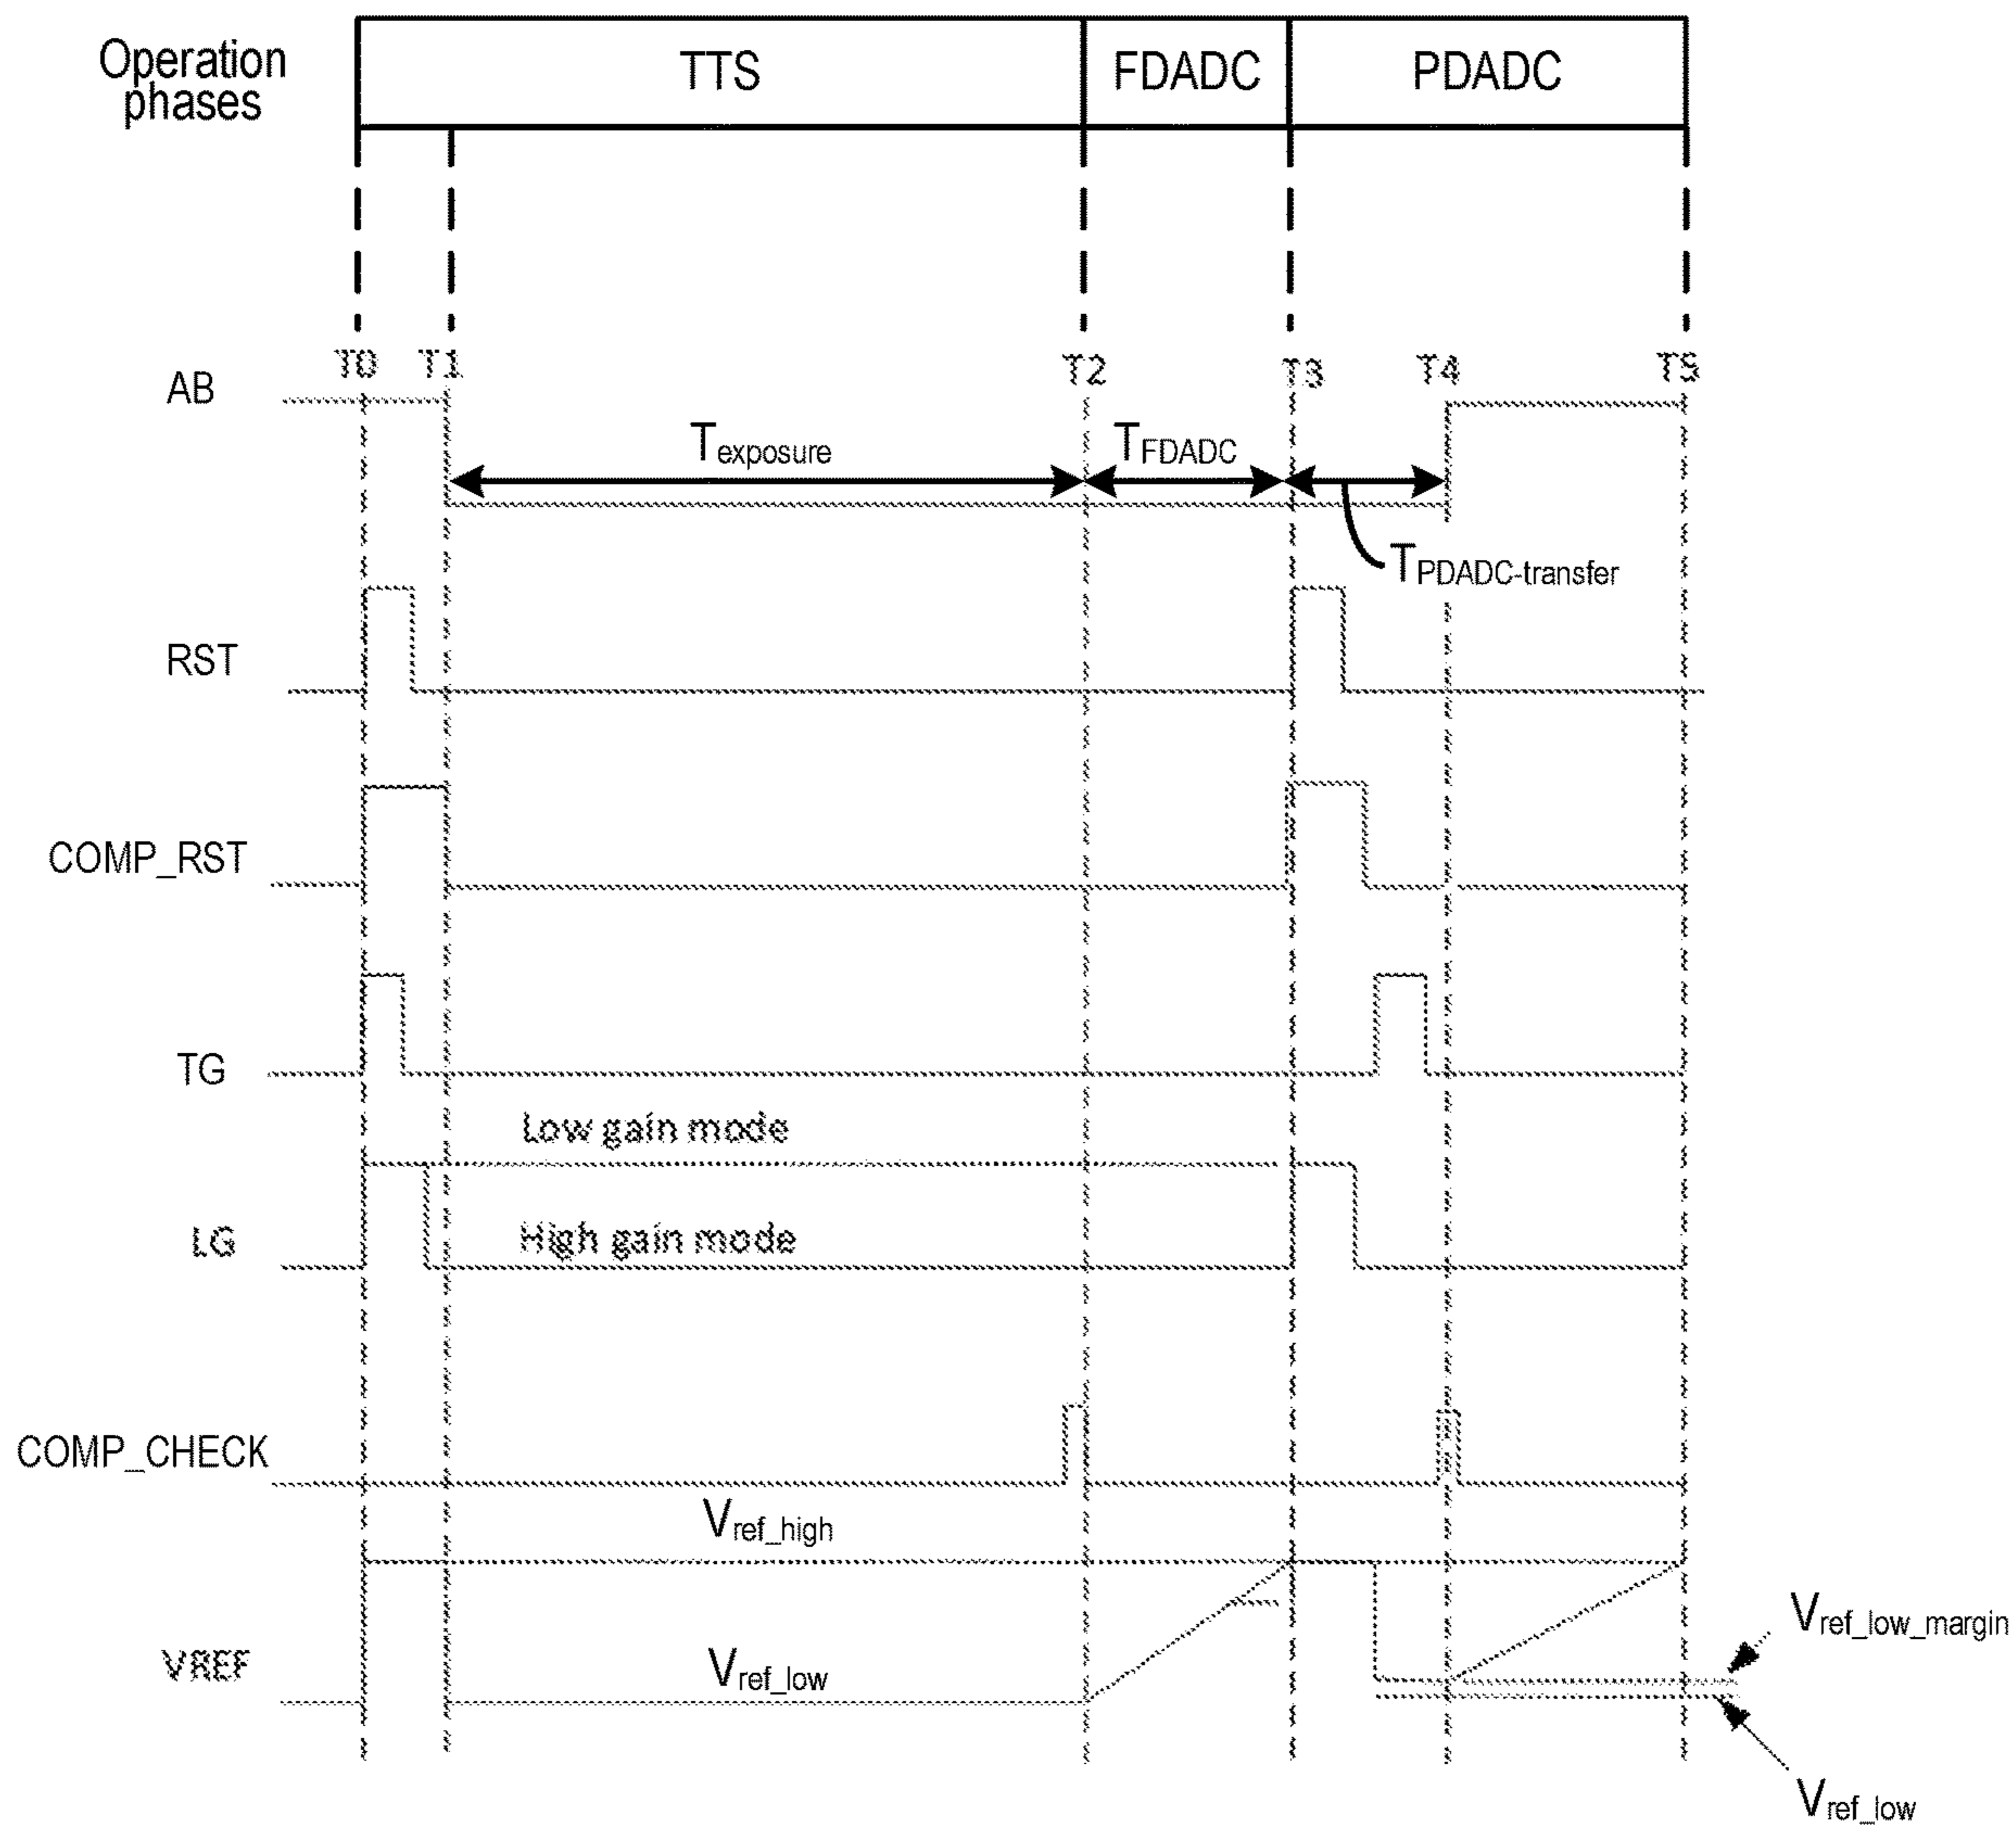 Operation phases
TTS
FDADC
PDADC
T0
T1
T2
T3
T4
T5
AB
Texposure
TFDADC
TPDADC-transfer
RST
COMP_RST
TG
Low gain mode
LG
High gain mode
COMP_CHECK
Vref_high
VREF
Vref_low
Vref_low_margin
Vref_low